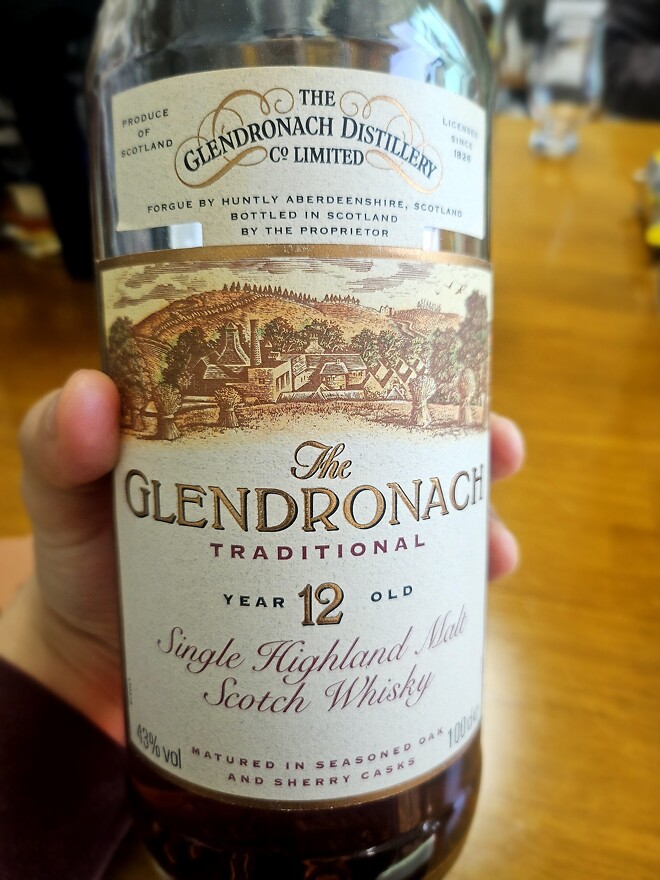 PRODUCE
OF
SCOTLAND
THE
GLENDRONACH DISTILLERY
Cº LIMITED
LICENSED
SINCE
1826
FORGUE BY HUNTLY ABERDEENSHIRE, SCOTLAND
BOTTLED IN SCOTLAND
BY THE PROPRIETOR
The
GLENDRONACH
TRADITIONAL
YEAR 12 OLD
Single Highland Malt
Scotch Whisky
43% vol
MATURED IN SEASONED OAK
AND SHERRY CASKS
100cl